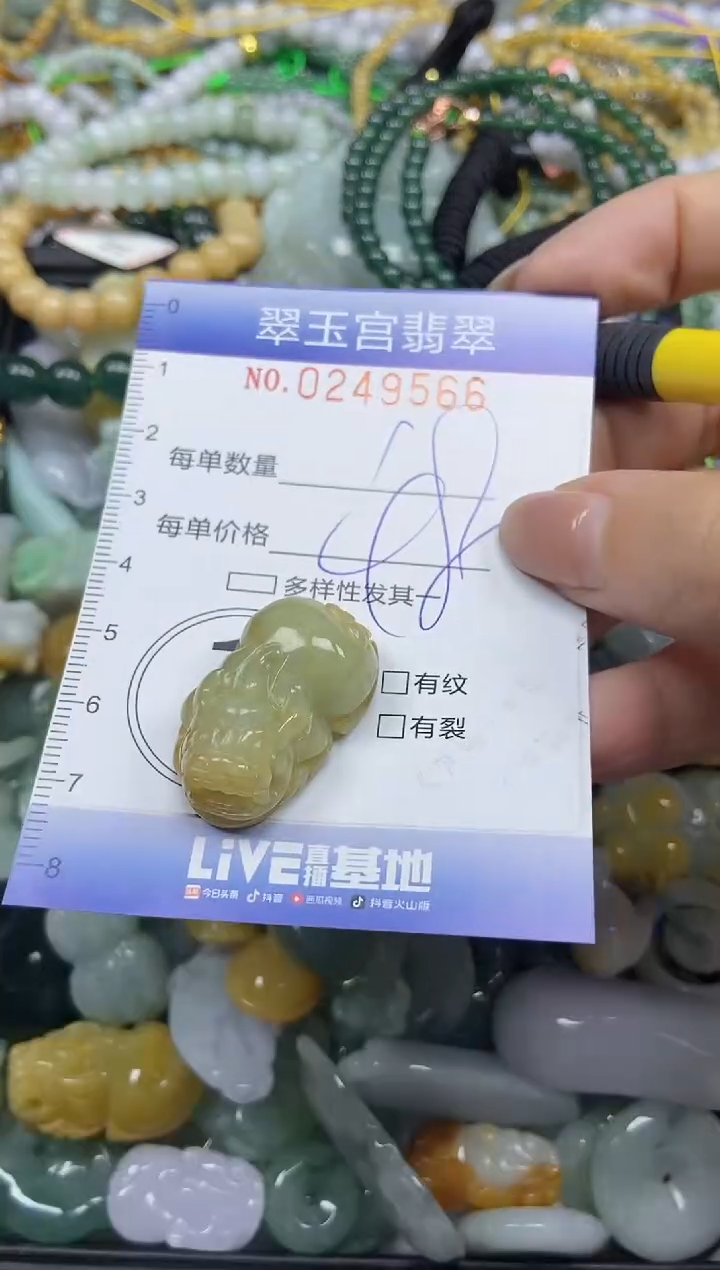 翠玉宫翡翠
NO.0249566
每单数量
每单价格
多样性发其一
有纹
有裂
LiVE直播基地
今日头条 抖音 西瓜视频 抖音火山版
0
1
2
3
4
5
6
7
8